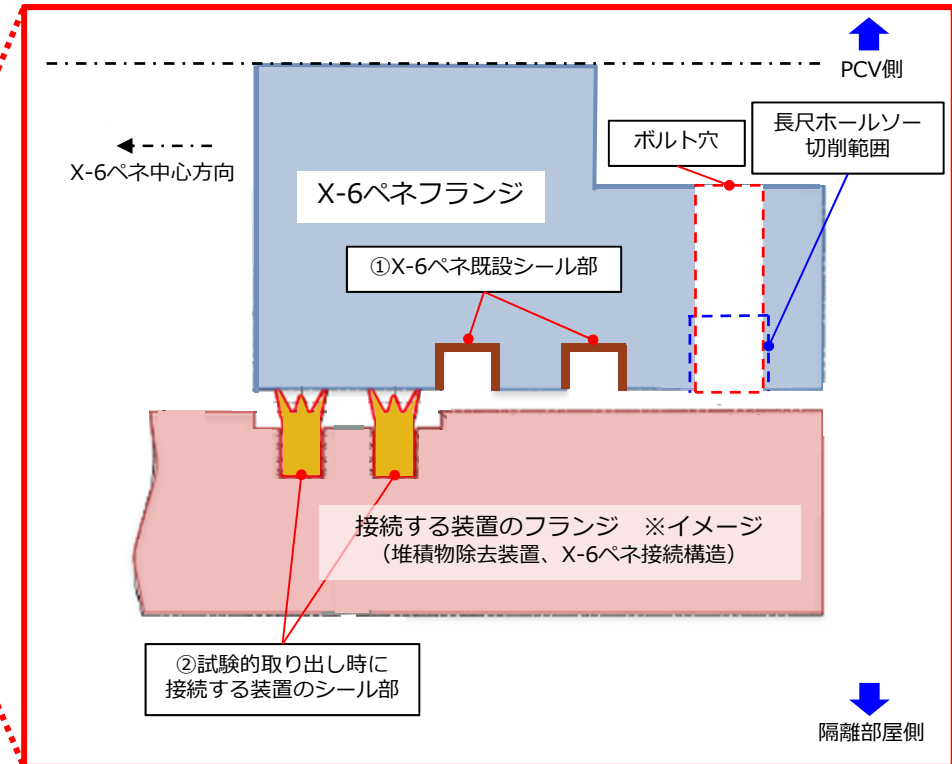 PCV側
長尺ホールソー
切削範囲
ボルト穴
X-6ペネ中心方向
X-6ペネフランジ
①X-6ペネ既設シール部
接続する装置のフランジ　※イメージ
（堆積物除去装置、X-6ペネ接続構造）
②試験的取り出し時に
接続する装置のシール部
隔離部屋側